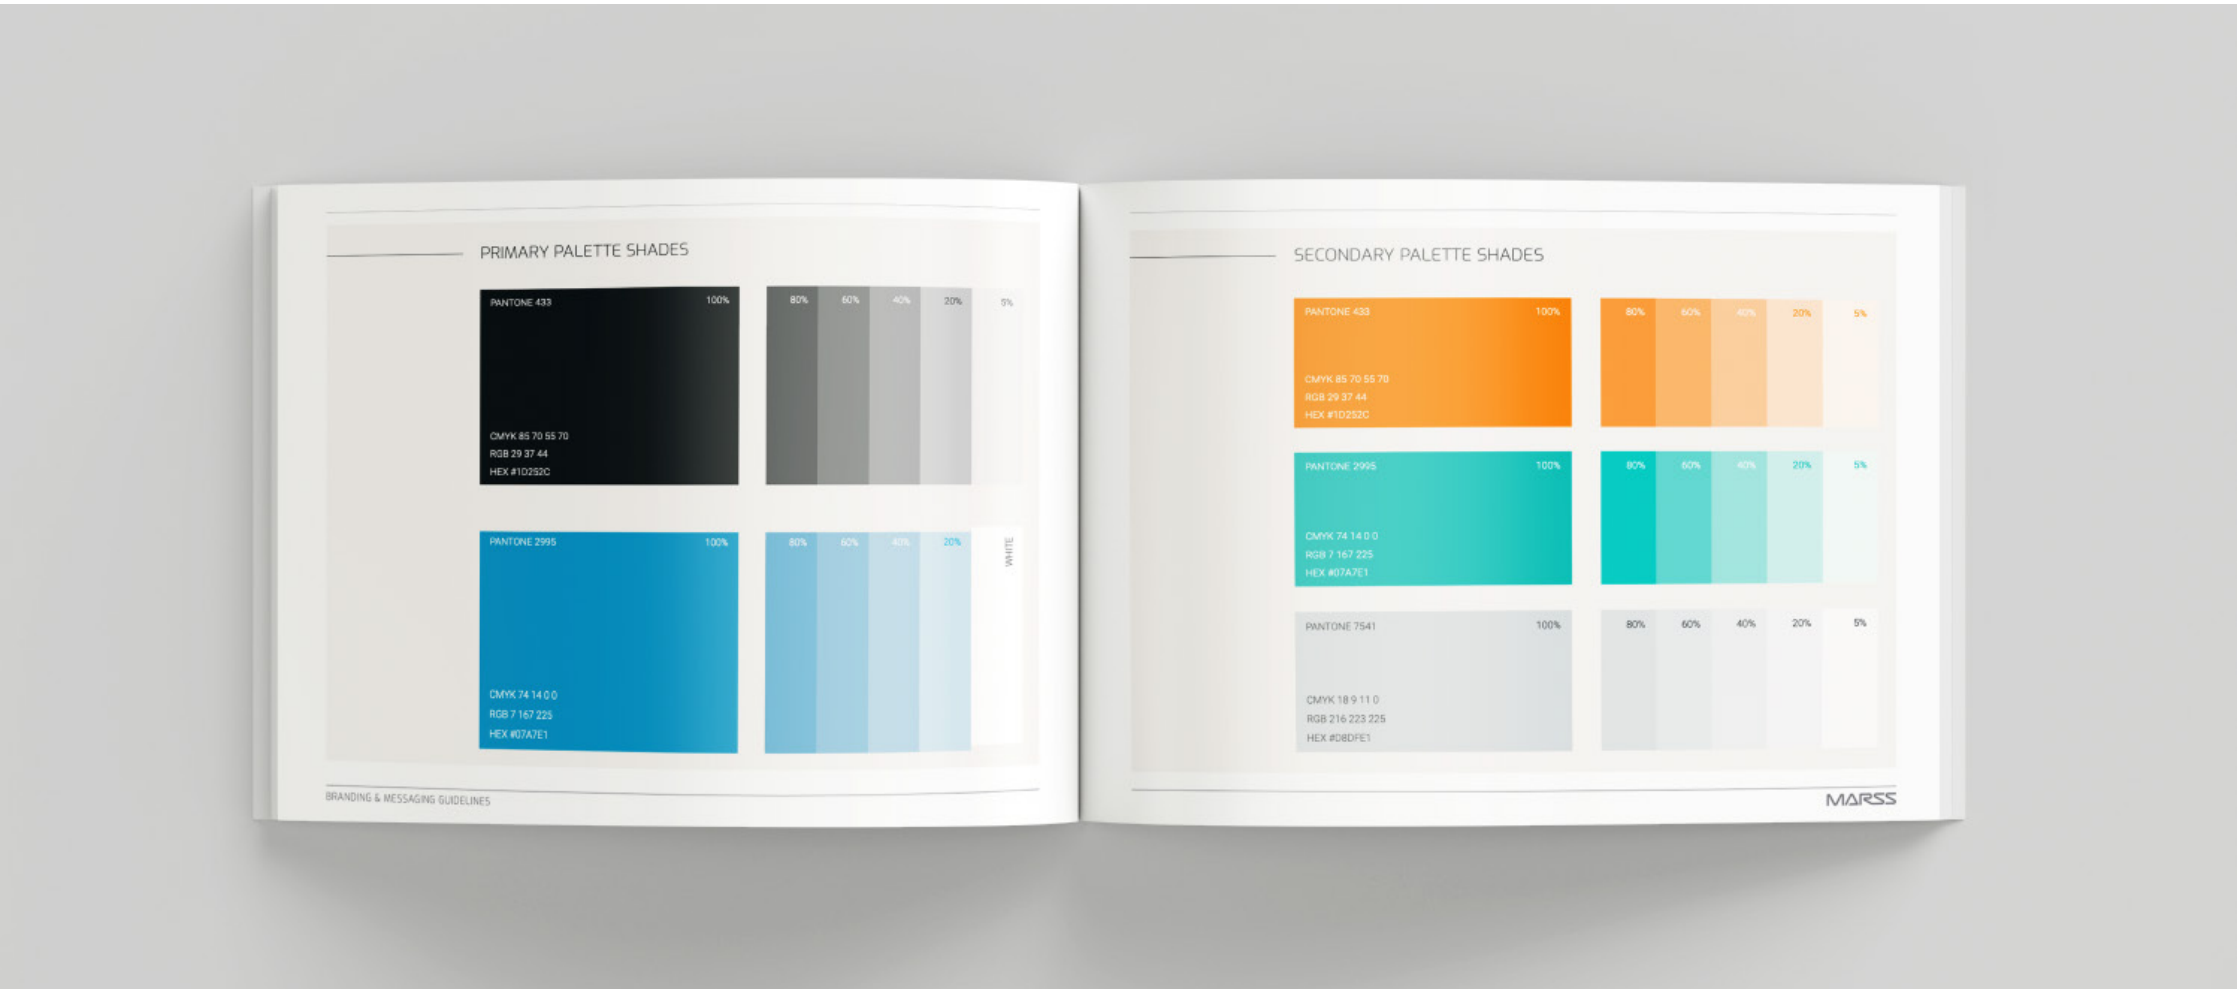 PRIMARY PALETTE SHADES
PANTONE 433 100% 80% 60% 40% 20% 5%
CMYK 85 70 55 70
RGB 29 37 44
HEX #1D252C
PANTONE 2995 100% 80% 60% 40% 20% WHITE
CMYK 74 14 0 0
RGB 7 167 225
HEX #07A7E1
BRANDING & MESSAGING GUIDELINES
SECONDARY PALETTE SHADES
PANTONE 433 100% 80% 60% 40% 20% 5%
CMYK 85 70 55 70
RGB 29 37 44
HEX #1D252C
PANTONE 2995 100% 80% 60% 40% 20% 5%
CMYK 74 14 0 0
RGB 7 167 225
HEX #07A7E1
PANTONE 7541 100% 80% 60% 40% 20% 5%
CMYK 18 9 11 0
RGB 216 223 225
HEX #D8DFE1
MARSS